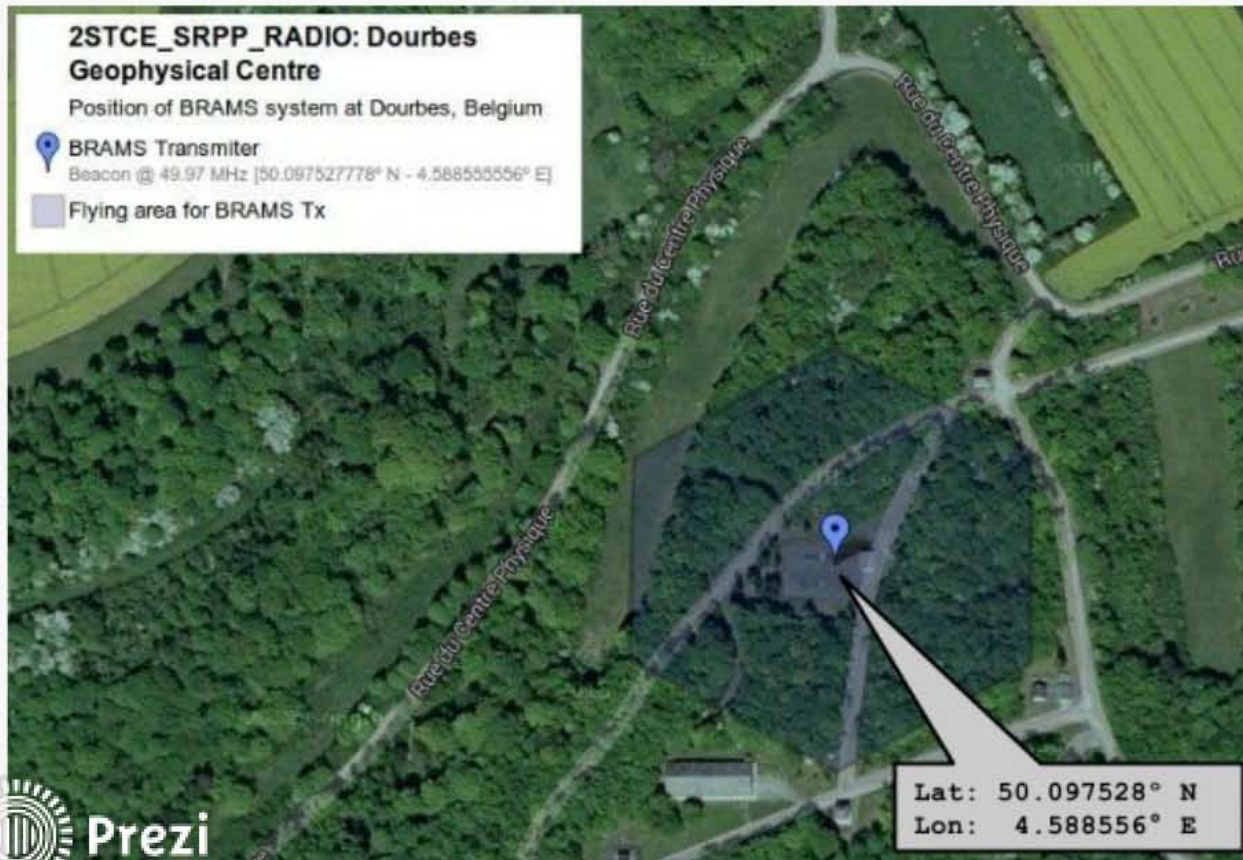 2STCE_SRPP_RADIO: Dourbes
Geophysical Centre
Position of BRAMS system at Dourbes, Belgium
BRAMS Transmiter
Beacon @ 49.97 MHz [50.097527778° N - 4.588555556° E]
Flying area for BRAMS Tx
Rue du Centre Physique
Rue du Centre Physique
Rue du Centre Physique
Lat: 50.097528° N
Lon: 4.588556° E
Prezi